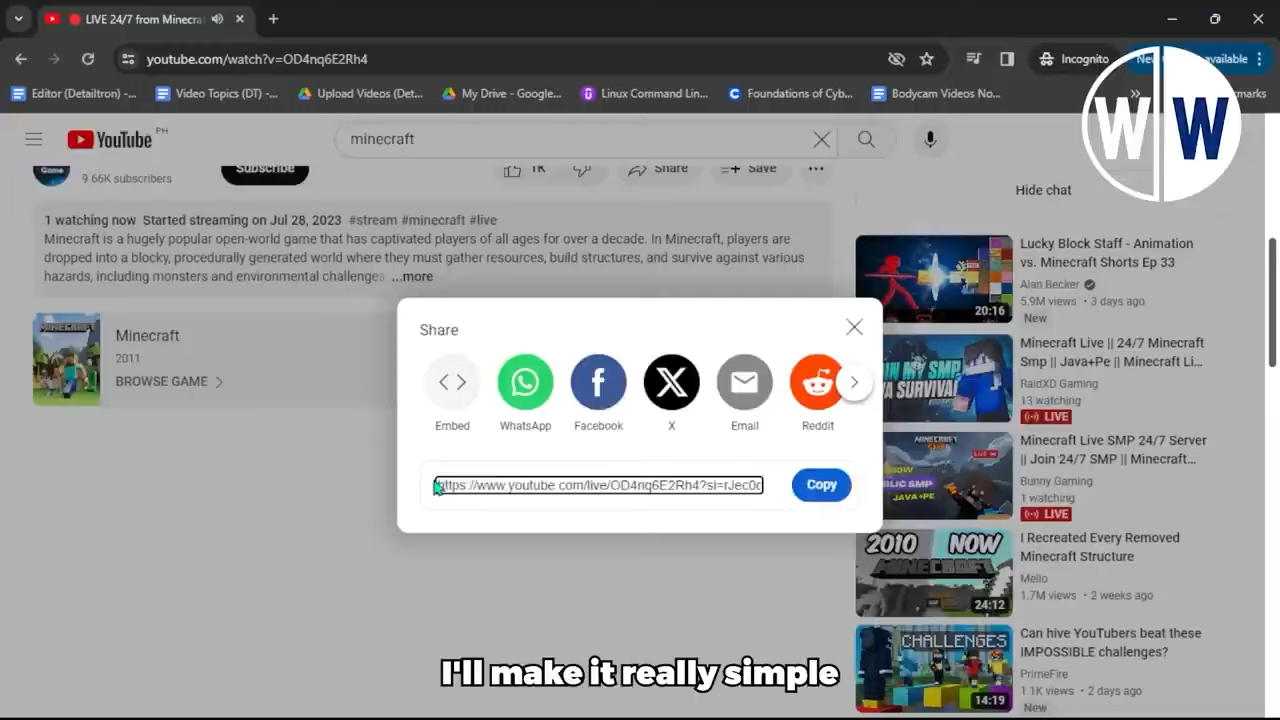 LIVE 24/7 from Minecra
youtube.com/watch?v=OD4nq6E2Rh4
Incognito
New
available
Editor (Detailtron) -...
Video Topics (DT) -...
Upload Videos (Det...
My Drive - Google...
Linux Command Lin...
Foundations of Cyb...
Bodycam Videos No...
W W
YouTube PH
minecraft
Game
9.66K subscribers
Subscribe
1K
Share
Save
Hide chat
1 watching now Started streaming on Jul 28, 2023 #stream #minecraft #live
Minecraft is a hugely popular open-world game that has captivated players of all ages for over a decade. In Minecraft, players are
dropped into a blocky, procedurally generated world where they must gather resources, build structures, and survive against various
hazards, including monsters and environmental challenges ...more
MINECRAFT
Minecraft
2011
BROWSE GAME
Share
Embed
WhatsApp
Facebook
X
Email
Reddit
https://www.youtube.com/live/OD4nq6E2Rh4?si=rJec0
Copy
20:16
Lucky Block Staff - Animation
vs. Minecraft Shorts Ep 33
Alan Becker
5.9M views • 3 days ago
New
Minecraft Live || 24/7 Minecraft
Smp || Java+Pe || Minecraft Li...
RaidXD Gaming
13 watching
LIVE
Minecraft Live SMP 24/7 Server
|| Join 24/7 SMP || Minecraft...
Bunny Gaming
1 watching
LIVE
JAVA+PE
2010 NOW
MINECRAFT
24:12
I Recreated Every Removed
Minecraft Structure
Mello
1.7M views • 2 weeks ago
CHALLENGES
14:19
Can hive YouTubers beat these
IMPOSSIBLE challenges?
PrimeFire
1.1K views • 2 days ago
New
I'll make it really simple